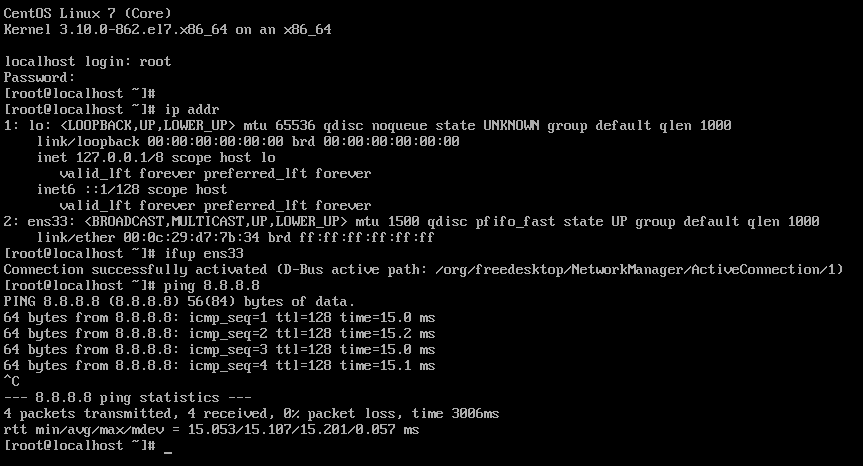 CentOS Linux 7 (Core)
Kernel 3.10.0-862.el7.x86_64 on an x86_64
localhost login: root
Password:
[root@localhost ~]#
[root@localhost ~]# ip addr
1: lo: <LOOPBACK,UP,LOWER_UP> mtu 65536 qdisc noqueue state UNKNOWN group default qlen 1000
    link/loopback 00:00:00:00:00:00 brd 00:00:00:00:00:00
    inet 127.0.0.1/8 scope host lo
       valid_lft forever preferred_lft forever
    inet6 ::1/128 scope host
       valid_lft forever preferred_lft forever
2: ens33: <BROADCAST,MULTICAST,UP,LOWER_UP> mtu 1500 qdisc pfifo_fast state UP group default qlen 1000
    link/ether 00:0c:29:d7:7b:34 brd ff:ff:ff:ff:ff:ff
[root@localhost ~]# ifup ens33
Connection successfully activated (D-Bus active path: /org/freedesktop/NetworkManager/ActiveConnection/1)
[root@localhost ~]# ping 8.8.8.8
PING 8.8.8.8 (8.8.8.8) 56(84) bytes of data.
64 bytes from 8.8.8.8: icmp_seq=1 ttl=128 time=15.0 ms
64 bytes from 8.8.8.8: icmp_seq=2 ttl=128 time=15.2 ms
64 bytes from 8.8.8.8: icmp_seq=3 ttl=128 time=15.0 ms
64 bytes from 8.8.8.8: icmp_seq=4 ttl=128 time=15.1 ms
^C
--- 8.8.8.8 ping statistics ---
4 packets transmitted, 4 received, 0% packet loss, time 3006ms
rtt min/avg/max/mdev = 15.053/15.107/15.201/0.057 ms
[root@localhost ~]# _